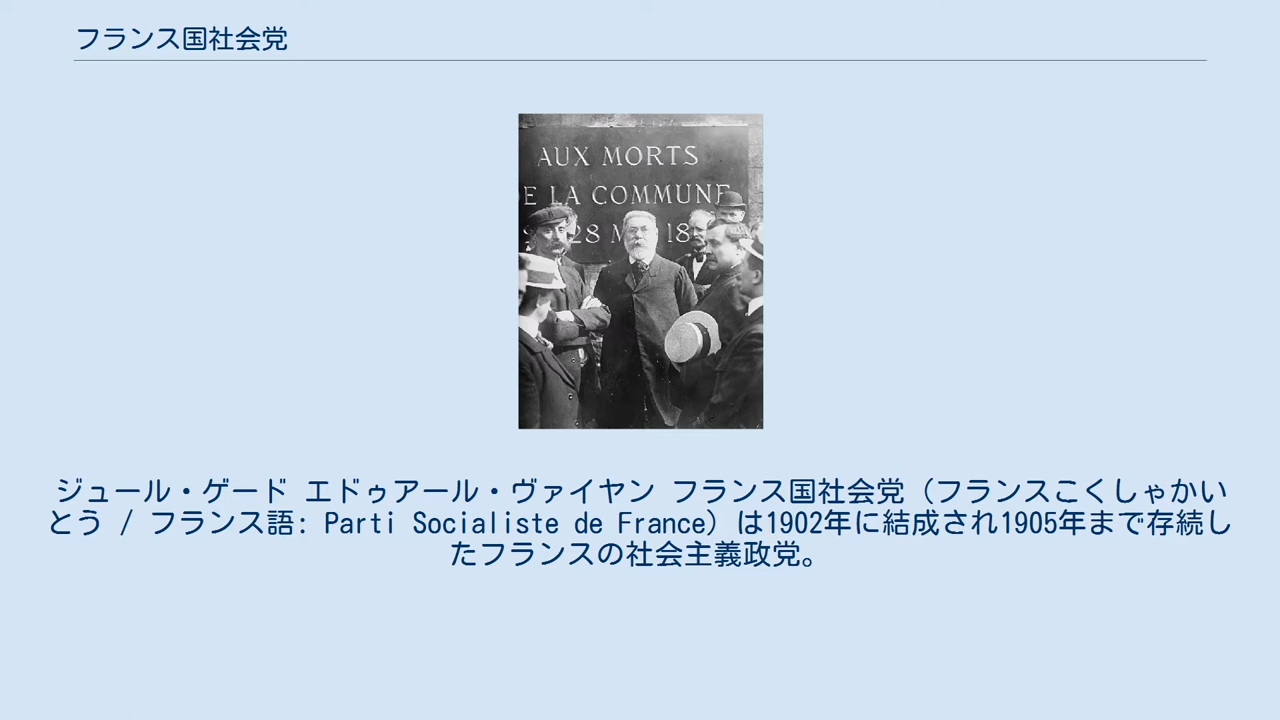 フランス国社会党
AUX MORTS
E LA COMMUNE
28 M 18
ジュール・ゲード エドゥアール・ヴァイヤン フランス国社会党（フランスこくしゃかい
とう / フランス語: Parti Socialiste de France）は1902年に結成され1905年まで存続し
たフランスの社会主義政党。